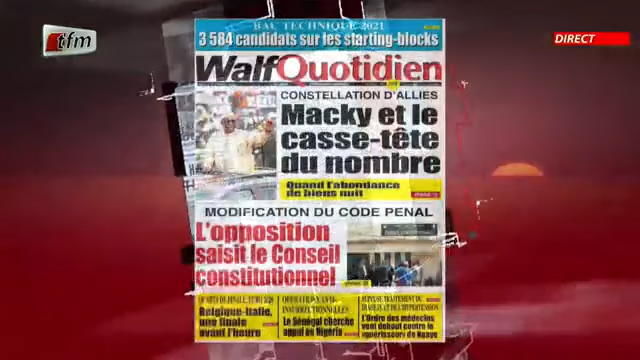 tfm
DIRECT
BAC TECHNIQUE 2021
3 584 candidats sur les starting-blocks
WalfQuotidien
CONSTELLATION D'ALLIES
Macky et le
casse-tête
du nombre
Quand l'abondance
de biens nuit
MODIFICATION DU CODE PENAL
L'opposition
saisit le Conseil
constitutionnel
Belgique-Italie,
une finale
avant l'heure
INSURRECTIONNELLES
Le Sénégal cherche
appui au Nigéria
L'Ordre des médecins
vent debout contre le